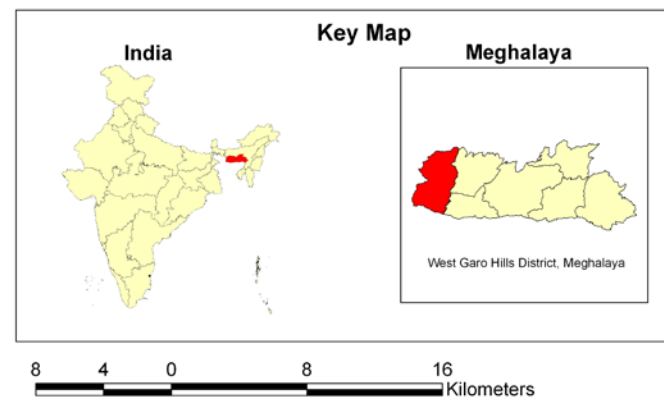 Key Map
India
Meghalaya
West Garo Hills District, Meghalaya
8 4 0 8 16
Kilometers